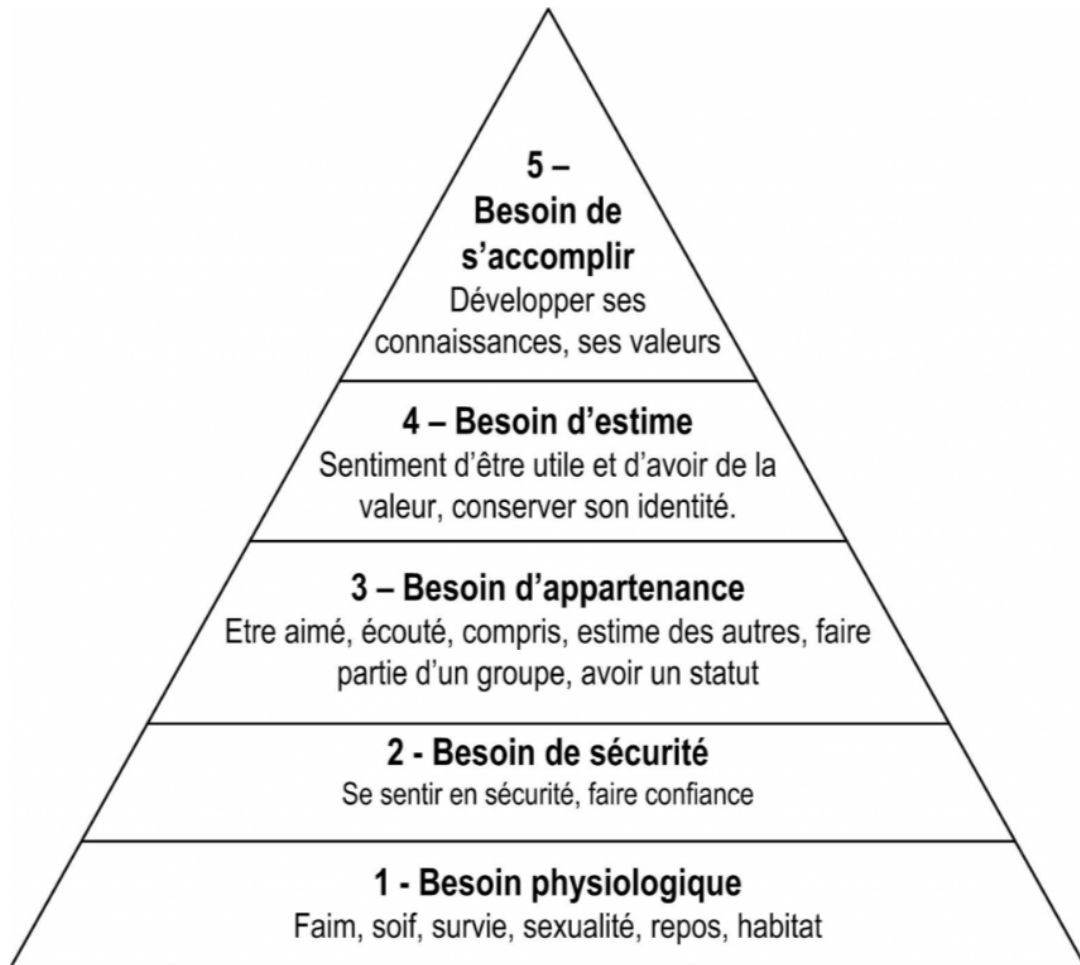 5 –
Besoin de
s’accomplir
Développer ses
connaissances, ses valeurs
4 – Besoin d’estime
Sentiment d’être utile et d’avoir de la
valeur, conserver son identité.
3 – Besoin d’appartenance
Etre aimé, écouté, compris, estime des autres, faire
partie d’un groupe, avoir un statut
2 - Besoin de sécurité
Se sentir en sécurité, faire confiance
1 - Besoin physiologique
Faim, soif, survie, sexualité, repos, habitat